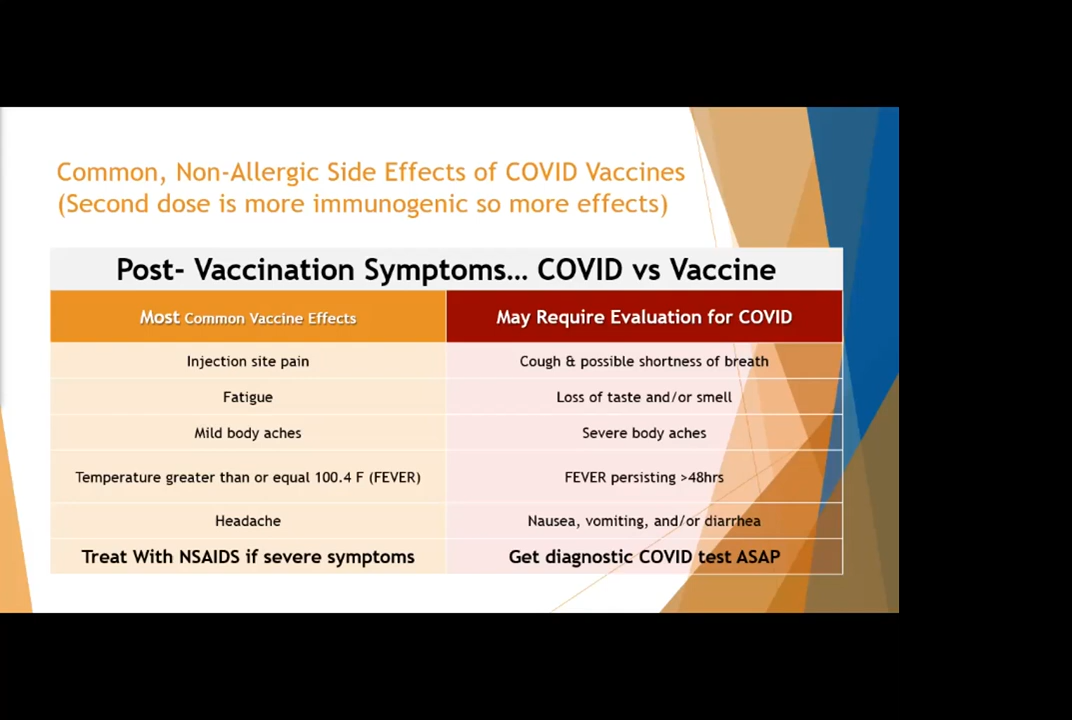 Common, Non-Allergic Side Effects of COVID Vaccines
(Second dose is more immunogenic so more effects)
Post- Vaccination Symptoms... COVID vs Vaccine
Most Common Vaccine Effects
May Require Evaluation for COVID
Injection site pain
Cough & possible shortness of breath
Fatigue
Loss of taste and/or smell
Mild body aches
Severe body aches
Temperature greater than or equal 100.4 F (FEVER)
FEVER persisting >48hrs
Headache
Nausea, vomiting, and/or diarrhea
Treat With NSAIDS if severe symptoms
Get diagnostic COVID test ASAP